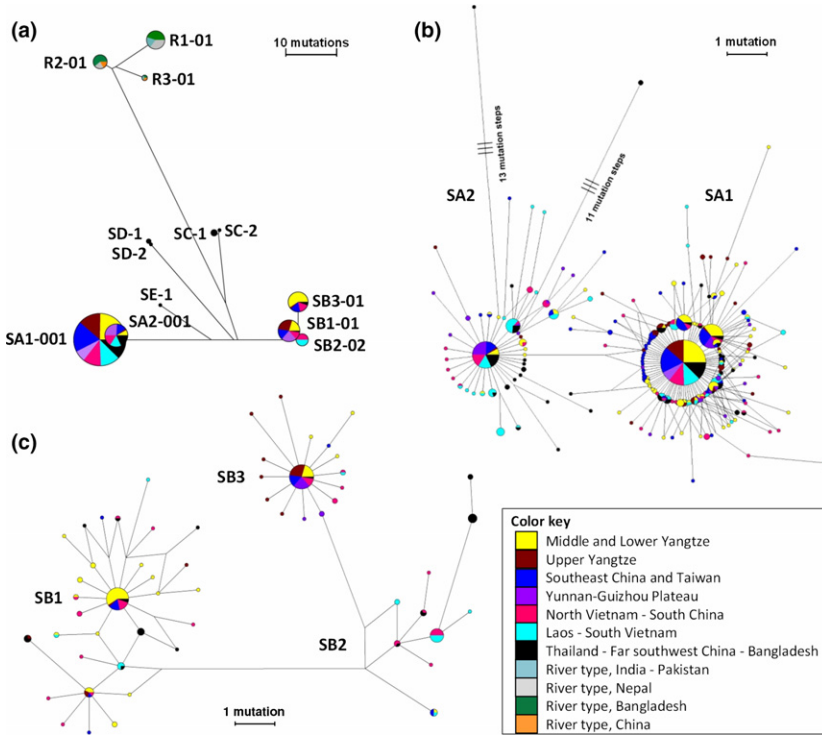 (a)
R1-01
R2-01
R3-01
10 mutations
SD-1
SD-2
SC-1
SC-2
SE-1
SA2-001
SA1-001
SB3-01
SB1-01
SB2-02
(b)
1 mutation
13 mutation steps
11 mutation steps
SA2
SA1
(c)
SB3
SB1
SB2
1 mutation
Color key
Middle and Lower Yangtze
Upper Yangtze
Southeast China and Taiwan
Yunnan-Guizhou Plateau
North Vietnam - South China
Laos - South Vietnam
Thailand - Far southwest China - Bangladesh
River type, India - Pakistan
River type, Nepal
River type, Bangladesh
River type, China